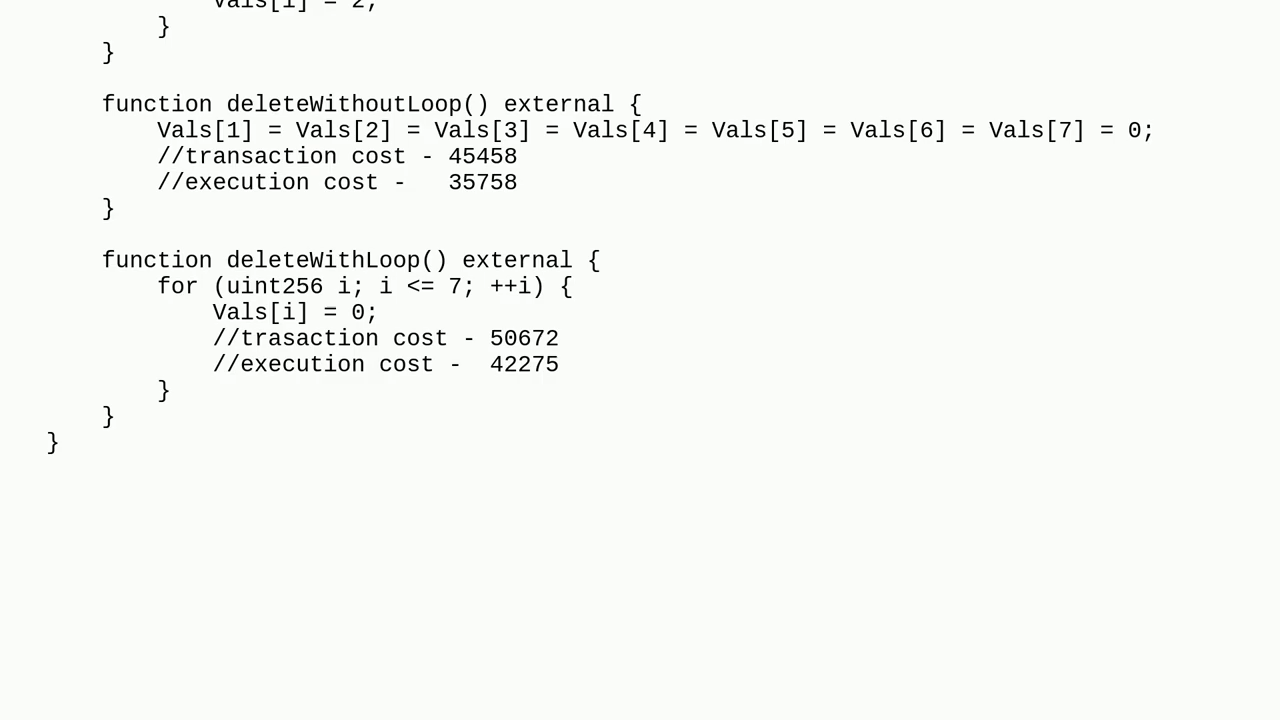 Vals[i] = 2;
}
}
function deleteWithoutLoop() external {
Vals[1] = Vals[2] = Vals[3] = Vals[4] = Vals[5] = Vals[6] = Vals[7] = 0;
//transaction cost - 45458
//execution cost -   35758
}
function deleteWithLoop() external {
for (uint256 i; i <= 7; ++i) {
Vals[i] = 0;
//trasaction cost - 50672
//execution cost -  42275
}
}
}